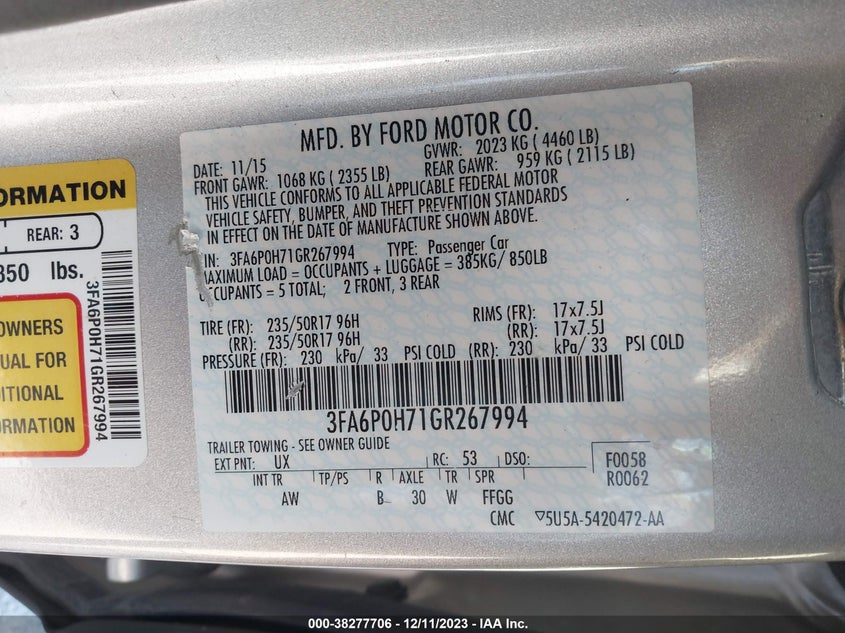 MFD. BY FORD MOTOR CO.
DATE: 11/15 GVWR: 2023 KG ( 4460 LB)
FRONT GAWR: 1068 KG ( 2355 LB) REAR GAWR: 959 KG ( 2115 LB)
THIS VEHICLE CONFORMS TO ALL APPLICABLE FEDERAL MOTOR
VEHICLE SAFETY, BUMPER, AND THEFT PREVENTION STANDARDS
IN EFFECT ON THE DATE OF MANUFACTURE SHOWN ABOVE.
IN: 3FA6P0H71GR267994 TYPE: Passenger Car
MAXIMUM LOAD = OCCUPANTS + LUGGAGE = 385KG/ 850LB
OCCUPANTS = 5 TOTAL; 2 FRONT, 3 REAR
TIRE (FR): 235/50R17 96H RIMS (FR): 17x7.5J
(RR): 235/50R17 96H (RR): 17x7.5J
PRESSURE (FR): 230 kPa/ 33 PSI COLD (RR): 230 kPa/ 33 PSI COLD
3FA6P0H71GR267994
TRAILER TOWING - SEE OWNER GUIDE
EXT PNT: UX RC: 53 DSO: F0058
R0062
INT TR TP/PS R AXLE TR SPR
AW B 30 W FFGG
CMC ▽5U5A-5420472-AA
ORMATION
REAR: 3
850 lbs.
OWNERS
UAL FOR
DITIONAL
ORMATION
3FA6P0H71GR267994
000-38277706 - 12/11/2023 - IAA Inc.